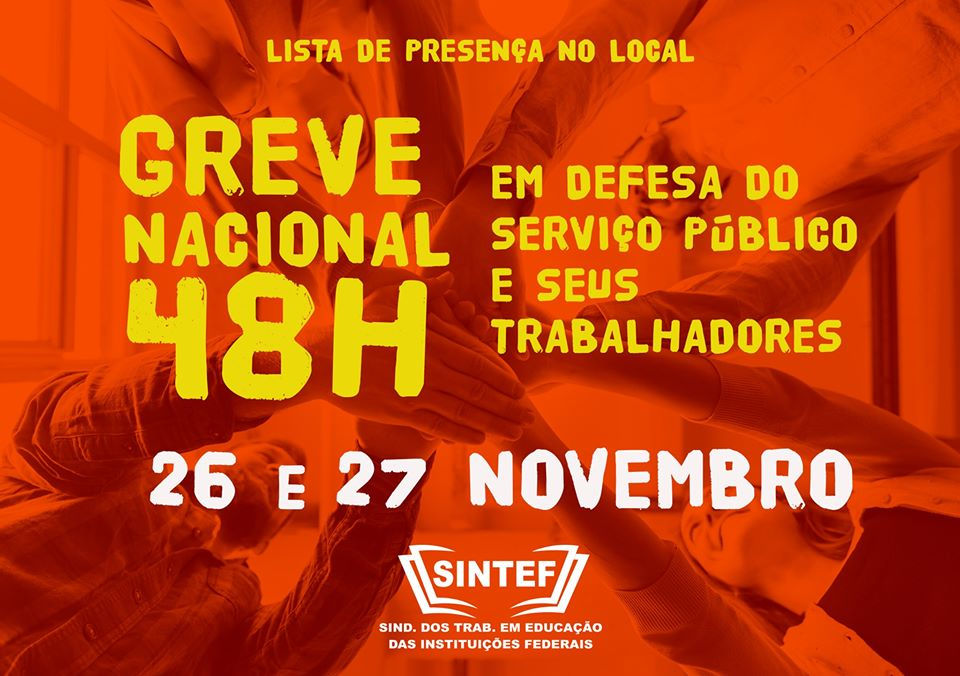 LISTA DE PRESENÇA NO LOCAL
GREVE
NACIONAL
48H
EM DEFESA DO
SERVIÇO PÚBLICO
E SEUS
TRABALHADORES
26 E 27 NOVEMBRO
SINTEF
SIND. DOS TRAB. EM EDUCAÇÃO
DAS INSTITUIÇÕES FEDERAIS